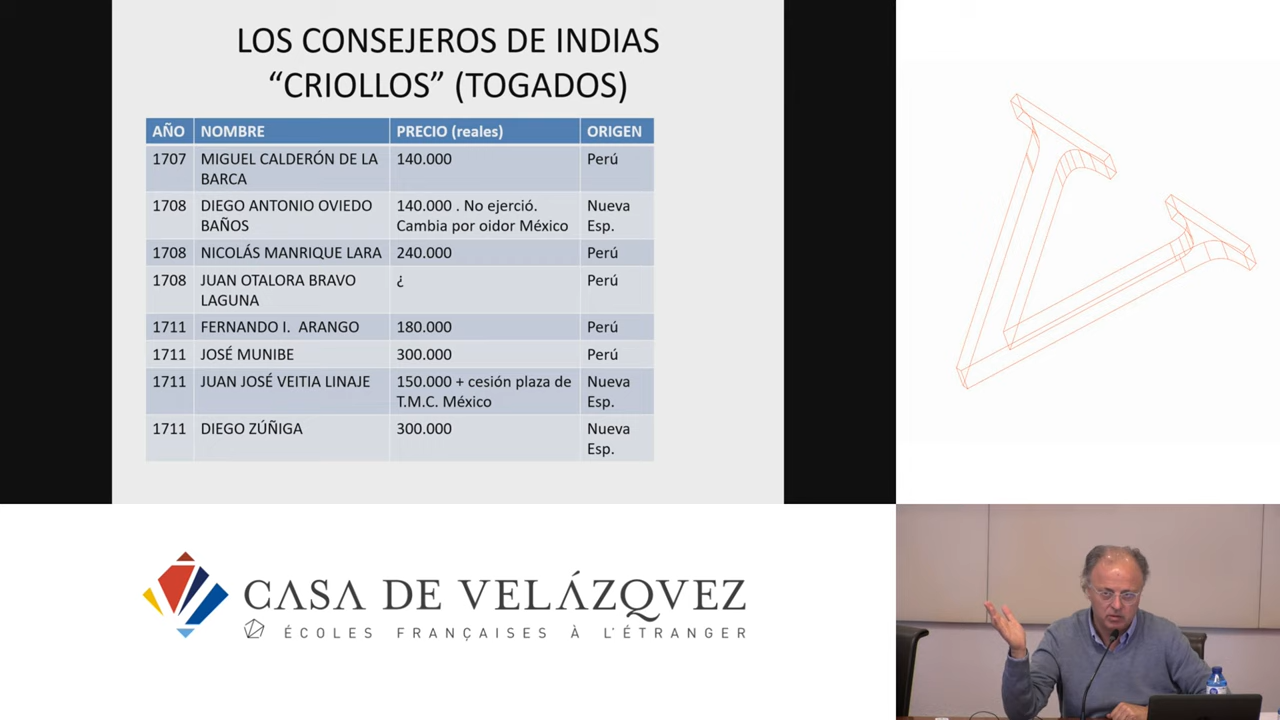 LOS CONSEJEROS DE INDIAS
“CRIOLLOS” (TOGADOS)
AÑO NOMBRE PRECIO (reales) ORIGEN
1707 MIGUEL CALDERÓN DE LA BARCA 140.000 Perú
1708 DIEGO ANTONIO OVIEDO BAÑOS 140.000 . No ejerció. Cambia por oidor México Nueva Esp.
1708 NICOLÁS MANRIQUE LARA 240.000 Perú
1708 JUAN OTALORA BRAVO LAGUNA ¿ Perú
1711 FERNANDO I. ARANGO 180.000 Perú
1711 JOSÉ MUNIBE 300.000 Perú
1711 JUAN JOSÉ VEITIA LINAJE 150.000 + cesión plaza de T.M.C. México Nueva Esp.
1711 DIEGO ZÚÑIGA 300.000 Nueva Esp.
CASA DE VELÁZQVEZ
ÉCOLES FRANÇAISES À L'ÉTRANGER